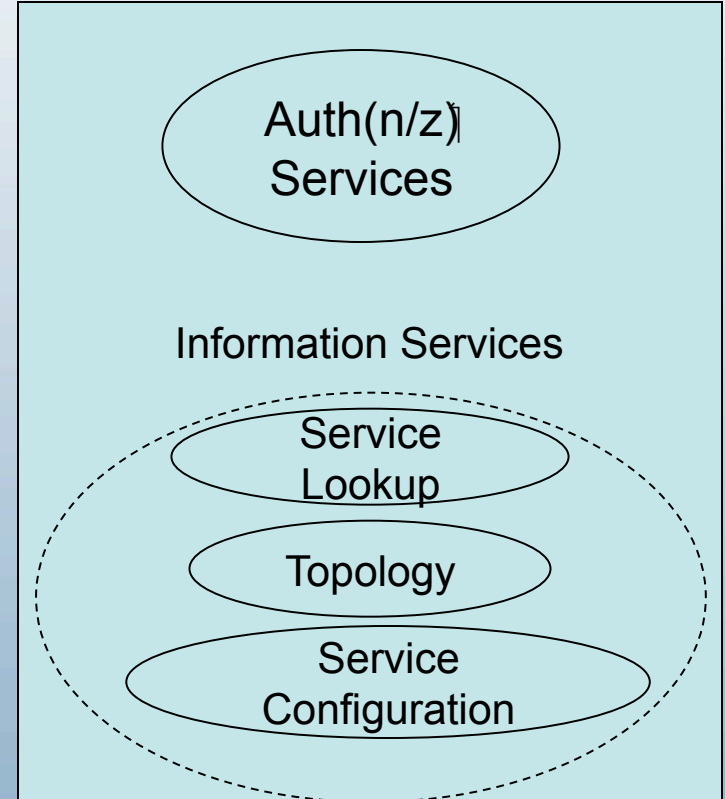 Auth(n/z)
Services
Information Services
Service
Lookup
Topology
Service
Configuration